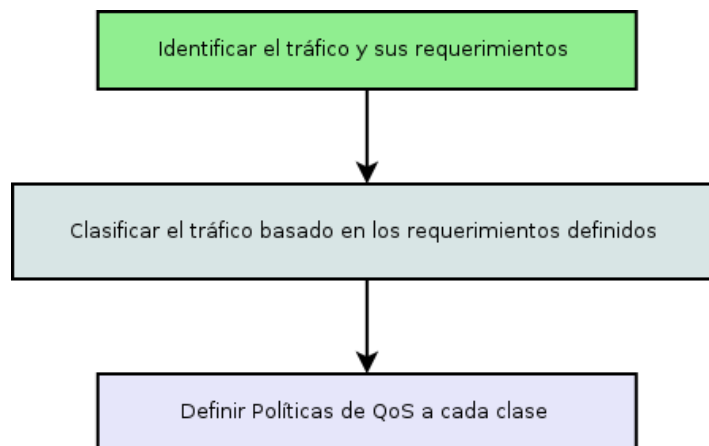 Identificar el tráfico y sus requerimientos
Clasificar el tráfico basado en los requerimientos definidos
Definir Políticas de QoS a cada clase